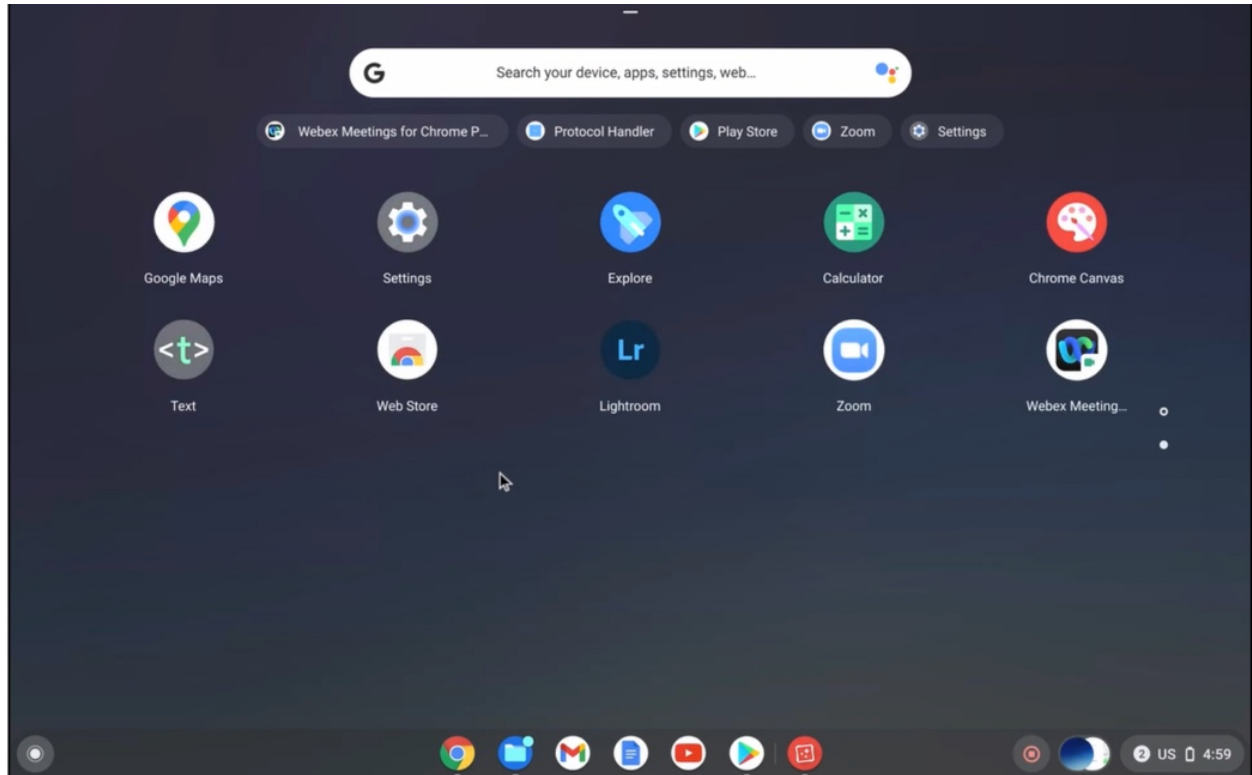 G Search your device, apps, settings, web...
Webex Meetings for Chrome P... Protocol Handler Play Store Zoom Settings
Google Maps Settings Explore Calculator Chrome Canvas
<t> Lr
Text Web Store Lightroom Zoom Webex Meeting...
2 US 4:59